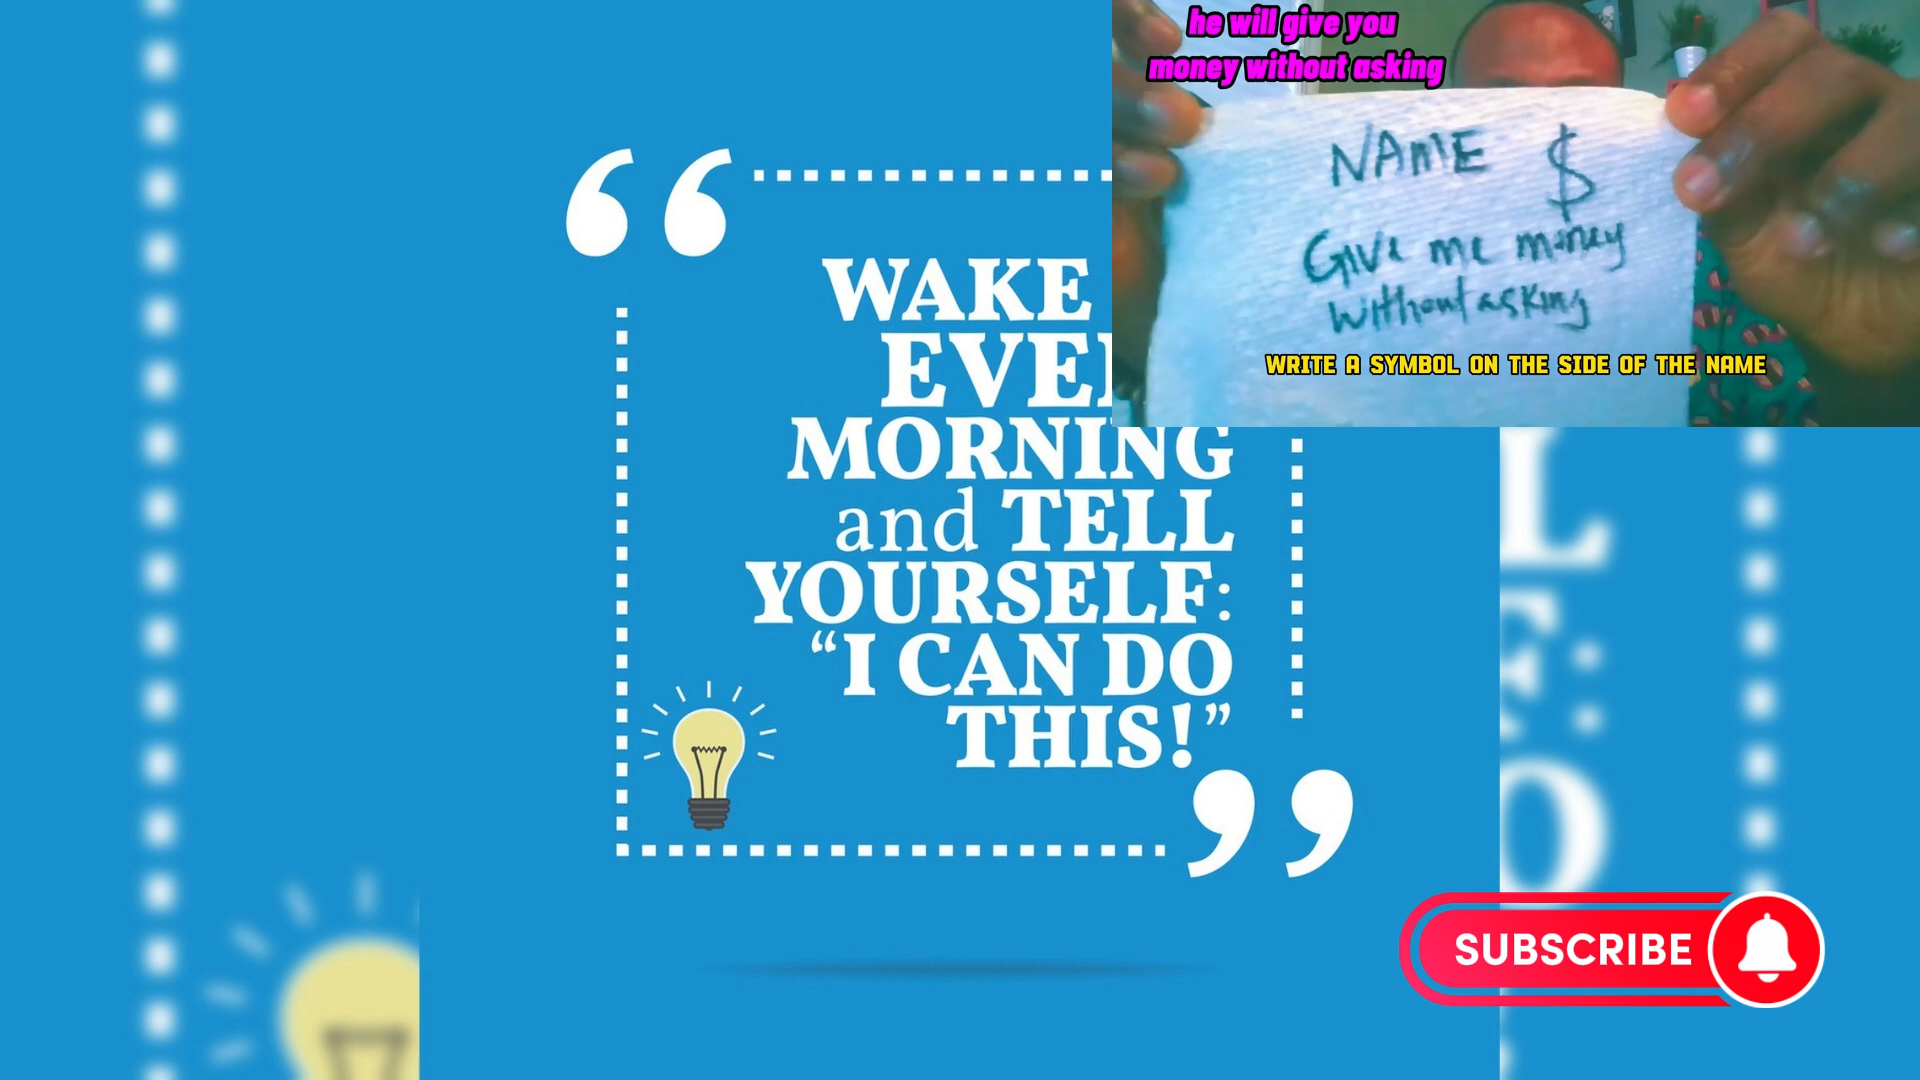 he will give you
money without asking
NAME $
Give me money
without asking
WRITE A SYMBOL ON THE SIDE OF THE NAME
“
WAKE
EVE
MORNING
and TELL
YOURSELF:
“I CAN DO
THIS!”
”
SUBSCRIBE